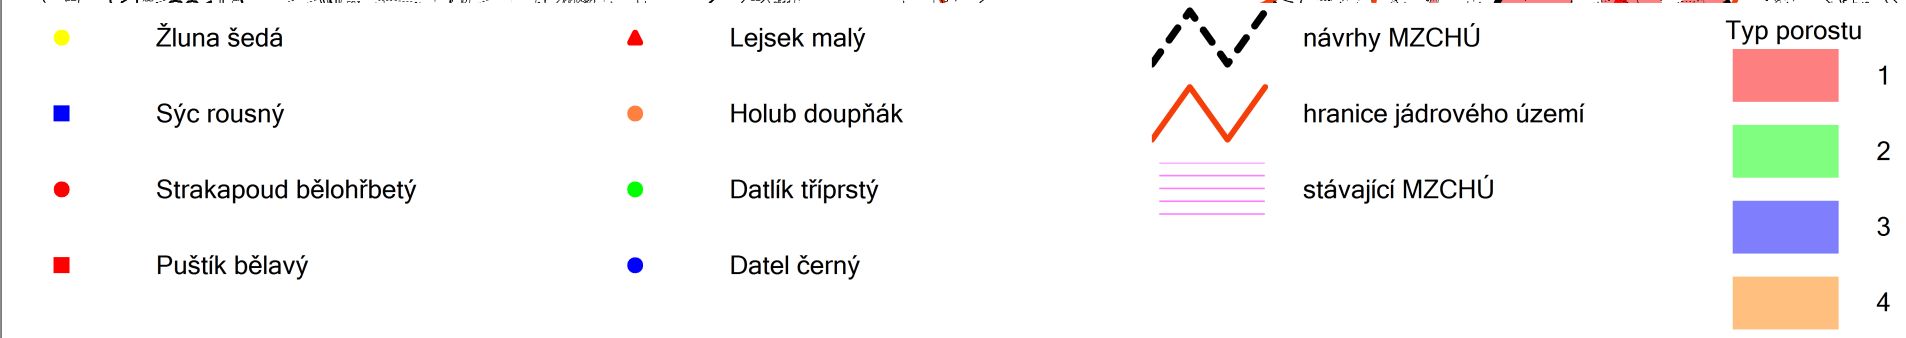 Žluna šedá
Sýc rousný
Strakapoud bělohřbetý
Puštík bělavý
Lejsek malý
Holub doupňák
Datlík tříprstý
Datel černý
návrhy MZCHÚ
hranice jádrového území
stávající MZCHÚ
Typ porostu
1
2
3
4